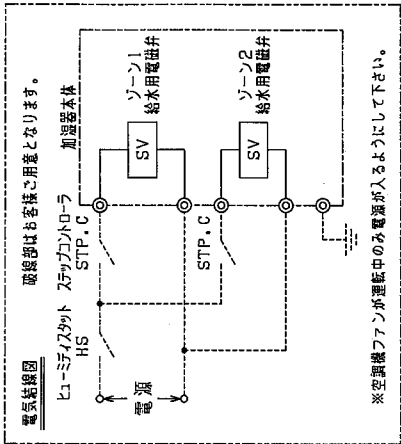 電気結線図　破線部はお客様ご用意となります。
加湿器本体
ヒューミディスタット
HS
ステップコントローラ
STP.C
SV
ゾーン1
給水用電磁弁
電源
STP.C
SV
ゾーン2
給水用電磁弁
※空調機ファンが運転中のみ電源が入るようにして下さい。